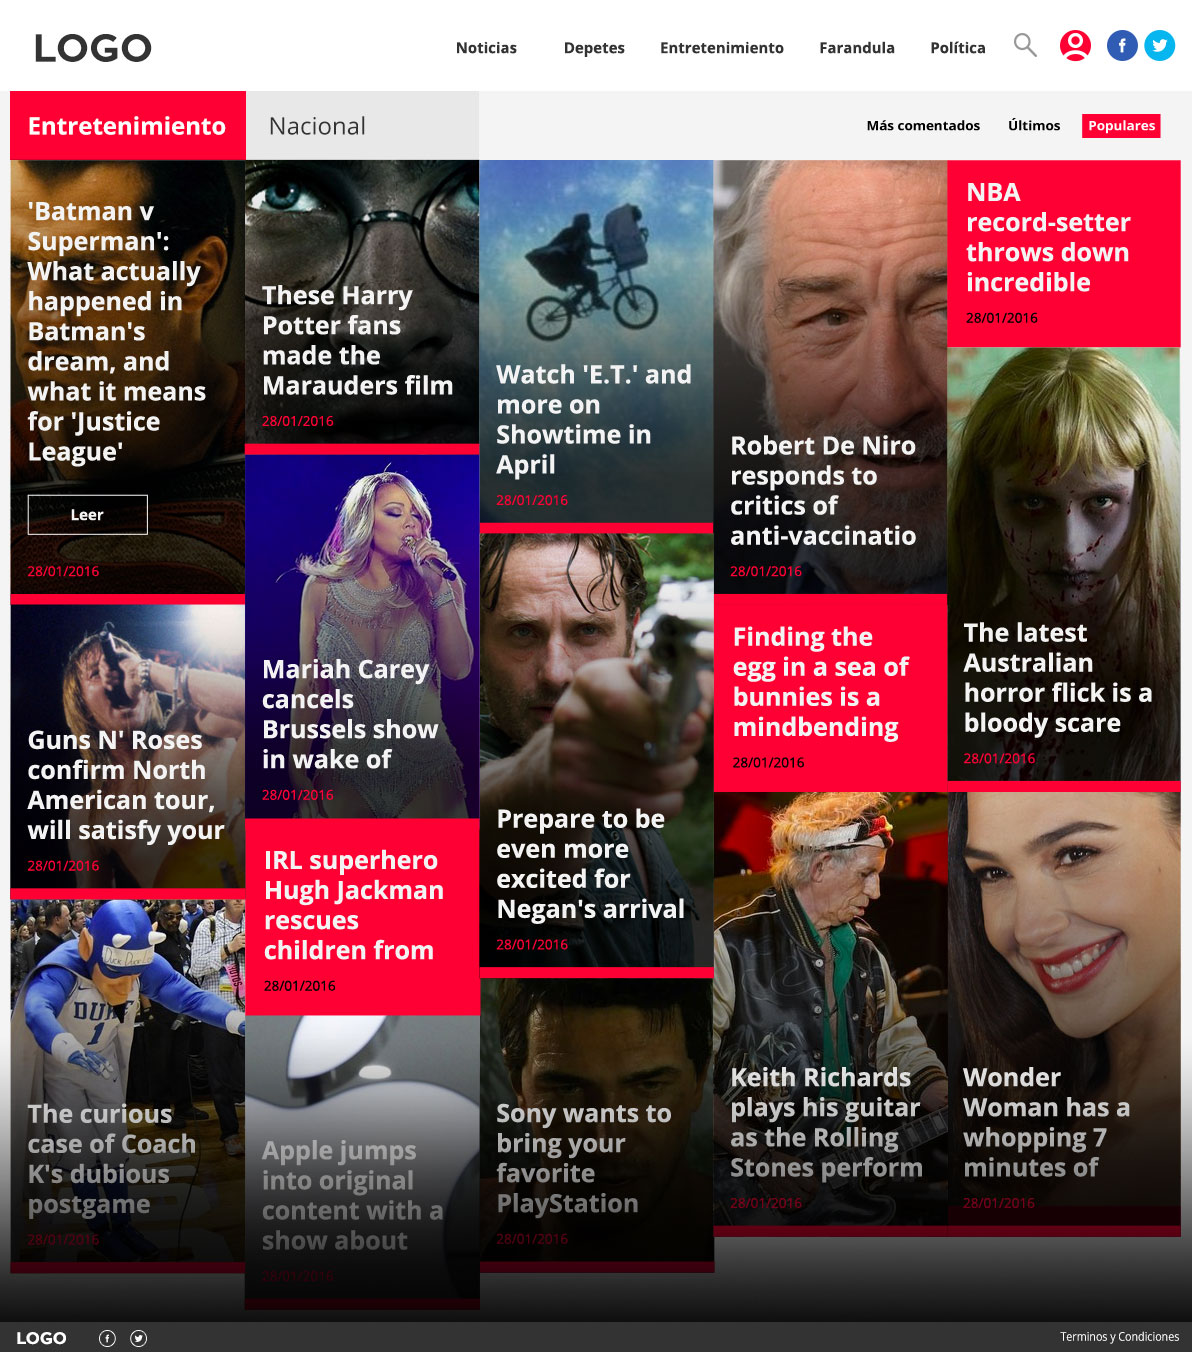 LOGO
Noticias
Depetes
Entretenimiento
Farandula
Política
Entretenimiento
Nacional
Más comentados
Últimos
Populares
'Batman v
Superman':
What actually
happened in
Batman's
dream, and
what it means
for 'Justice
League'
Leer
28/01/2016
Guns N' Roses
confirm North
American tour,
will satisfy your
28/01/2016
DUKE
1
The curious
case of Coach
K's dubious
postgame
28/01/2016
These Harry
Potter fans
made the
Marauders film
28/01/2016
Mariah Carey
cancels
Brussels show
in wake of
28/01/2016
IRL superhero
Hugh Jackman
rescues
children from
28/01/2016
Apple jumps
into original
content with a
show about
28/01/2016
Watch 'E.T.' and
more on
Showtime in
April
28/01/2016
Prepare to be
even more
excited for
Negan's arrival
28/01/2016
Sony wants to
bring your
favorite
PlayStation
28/01/2016
Robert De Niro
responds to
critics of
anti-vaccinatio
28/01/2016
Finding the
egg in a sea of
bunnies is a
mindbending
28/01/2016
Keith Richards
plays his guitar
as the Rolling
Stones perform
28/01/2016
NBA
record-setter
throws down
incredible
28/01/2016
The latest
Australian
horror flick is a
bloody scare
28/01/2016
Wonder
Woman has a
whopping 7
minutes of
28/01/2016
LOGO
Terminos y Condiciones